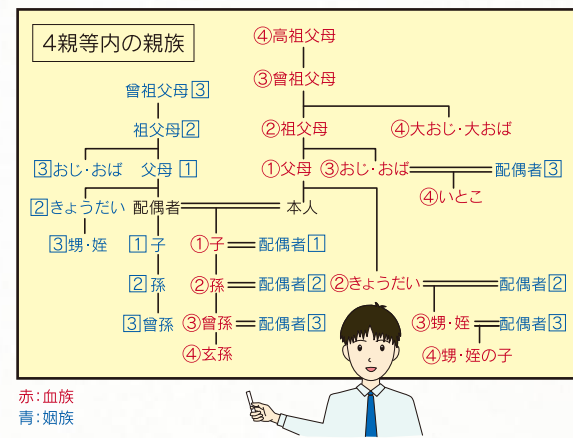 4親等内の親族
④高祖父母
曾祖父母3
③曾祖父母
祖父母2
②祖父母
④大おじ・大おば
3おじ・おば
父母1
①父母
③おじ・おば
配偶者3
④いとこ
2きょうだい
配偶者
本人
3甥・姪
1子
①子
配偶者1
2孫
②孫
配偶者2
②きょうだい
配偶者2
3曾孫
③曾孫
配偶者3
③甥・姪
配偶者3
④玄孫
④甥・姪の子
赤:血族
青:姻族